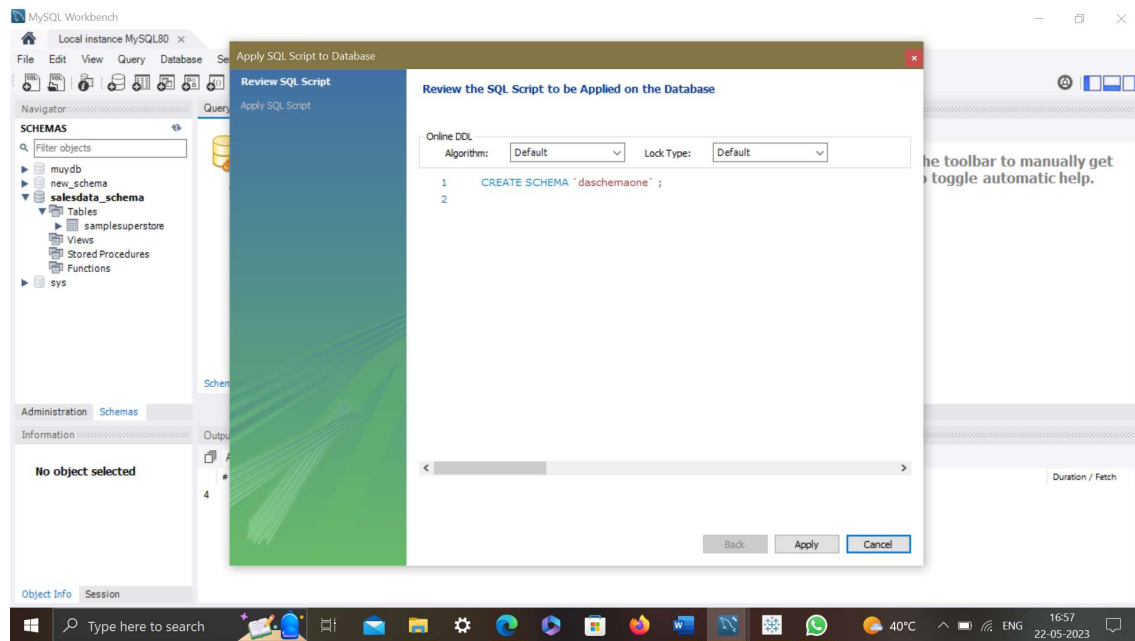 MySQL Workbench
Local instance MySQL80 ×
File Edit View Query Database Se
Navigator
SCHEMAS
Filter objects
muydb
new_schema
salesdata_schema
Tables
samplesuperstore
Views
Stored Procedures
Functions
sys
Administration Schemas
Information
No object selected
Object Info Session
Query
Schem
Outpu
#
4
Apply SQL Script to Database
Review SQL Script
Apply SQL Script
Review the SQL Script to be Applied on the Database
Online DDL
Algorithm: Default Lock Type: Default
1 CREATE SCHEMA `daschemaone` ;
2
Back Apply Cancel
he toolbar to manually get
o toggle automatic help.
Duration / Fetch
Type here to search
40°C ENG
16:57
22-05-2023